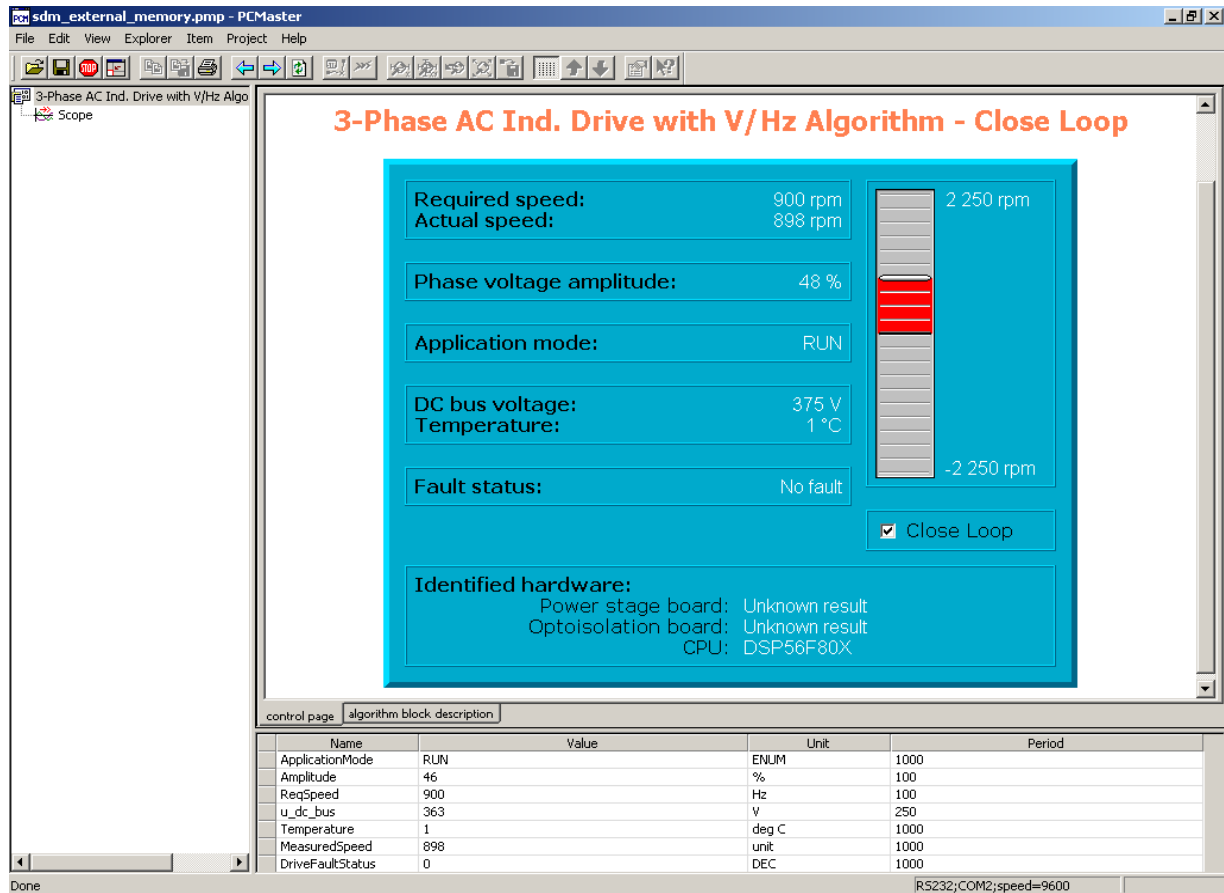 sdm_external_memory.pmp - PCMaster
File Edit View Explorer Item Project Help
STOP
3-Phase AC Ind. Drive with V/Hz Algo
Scope
3-Phase AC Ind. Drive with V/Hz Algorithm - Close Loop
Required speed: 900 rpm
Actual speed: 898 rpm
2 250 rpm
Phase voltage amplitude: 48 %
Application mode: RUN
DC bus voltage: 375 V
Temperature: 1 °C
-2 250 rpm
Fault status: No fault
Close Loop
Identified hardware:
Power stage board: Unknown result
Optoisolation board: Unknown result
CPU: DSP56F80X
control page algorithm block description
Name Value Unit Period
ApplicationMode RUN ENUM 1000
Amplitude 46 % 100
ReqSpeed 900 Hz 100
u_dc_bus 363 V 250
Temperature 1 deg C 1000
MeasuredSpeed 898 unit 1000
DriveFaultStatus 0 DEC 1000
Done RS232;COM2;speed=9600